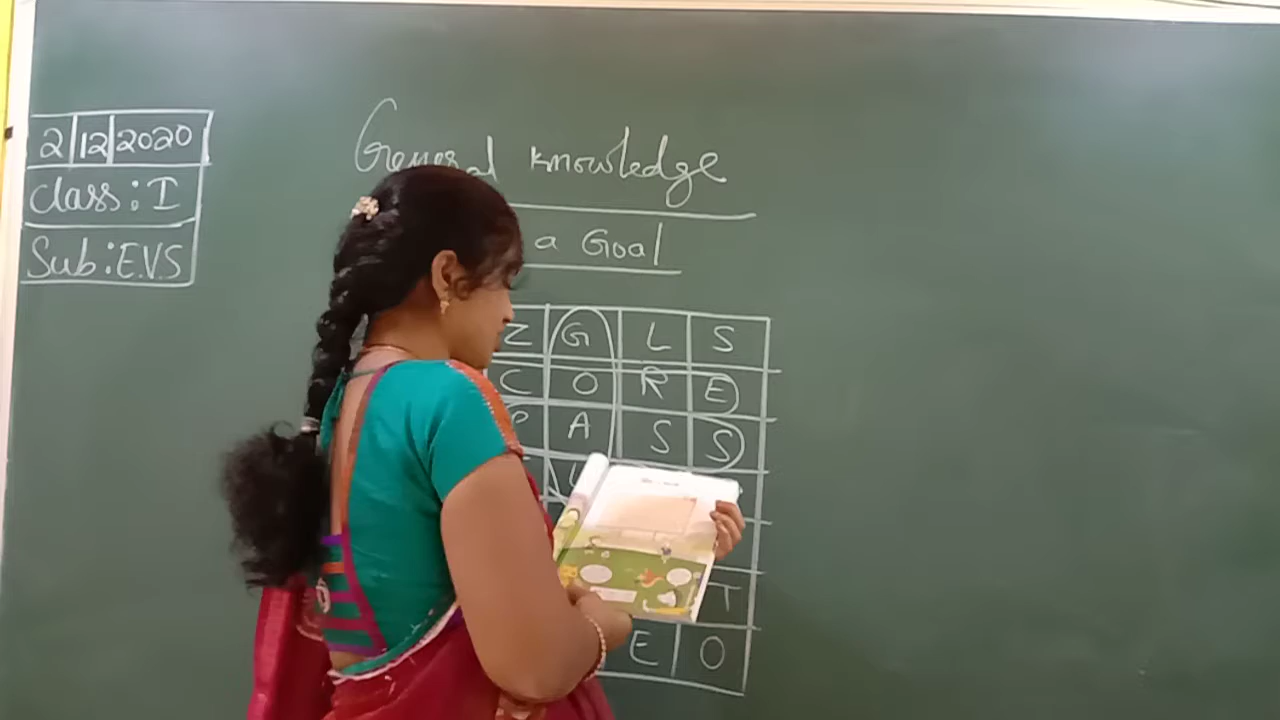 2 12 2020
Class: I
Sub: E.V.S
General Knowledge
a Goal
Z G L S
C O R E
P A S S
L
T
E O